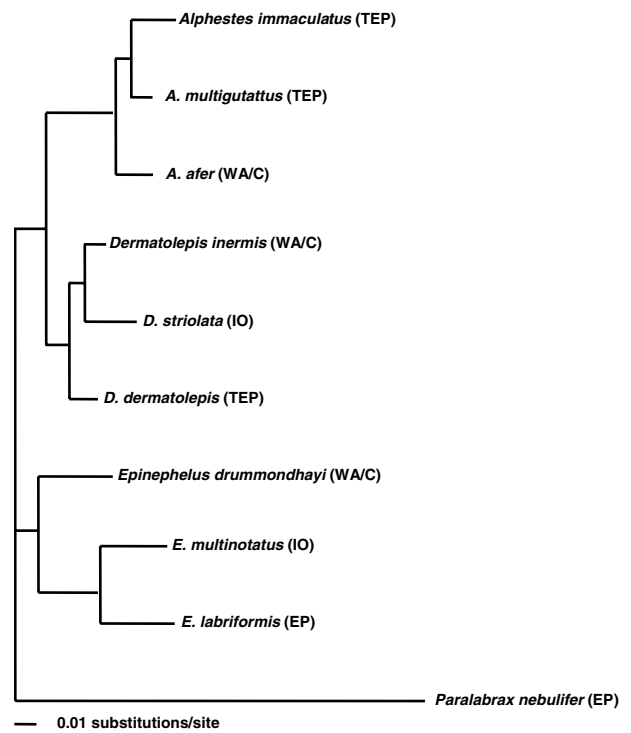 Alphestes immaculatus (TEP)
A. multigutattus (TEP)
A. afer (WA/C)
Dermatolepis inermis (WA/C)
D. striolata (IO)
D. dermatolepis (TEP)
Epinephelus drummondhayi (WA/C)
E. multinotatus (IO)
E. labriformis (EP)
Paralabrax nebulifer (EP)
0.01 substitutions/site